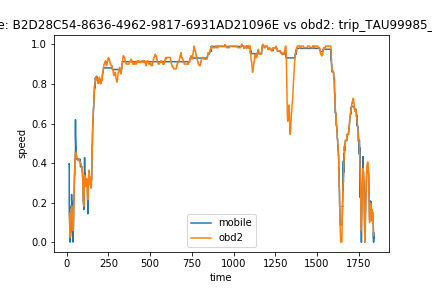 e: B2D28C54-8636-4962-9817-6931AD21096E vs obd2: trip_TAU99985_
1.0
0.8
0.6
0.4
0.2
0.0
speed
mobile
obd2
0 250 500 750 1000 1250 1500 1750
time